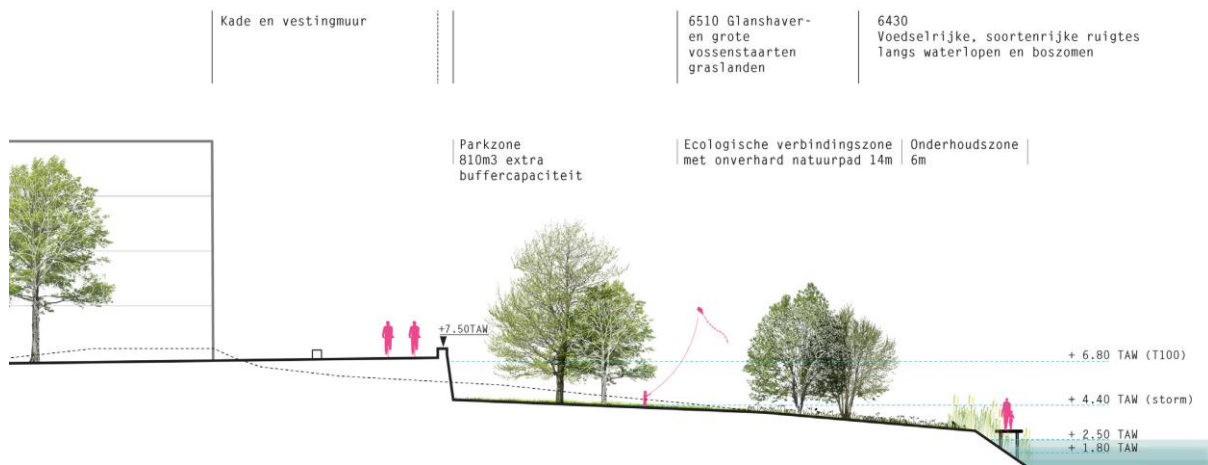 Kade en vestingmuur
6510 Glanshaver-
en grote
vossenstaarten
graslanden
6430
Voedselrijke, soortenrijke ruigtes
langs waterlopen en boszomen
Parkzone
810m3 extra
buffercapaciteit
Ecologische verbindingszone
met onverhard natuurpad 14m
Onderhoudszone
6m
+7.50TAW
+ 6.80 TAW (T100)
+ 4.40 TAW (storm)
+ 2.50 TAW
+ 1.80 TAW